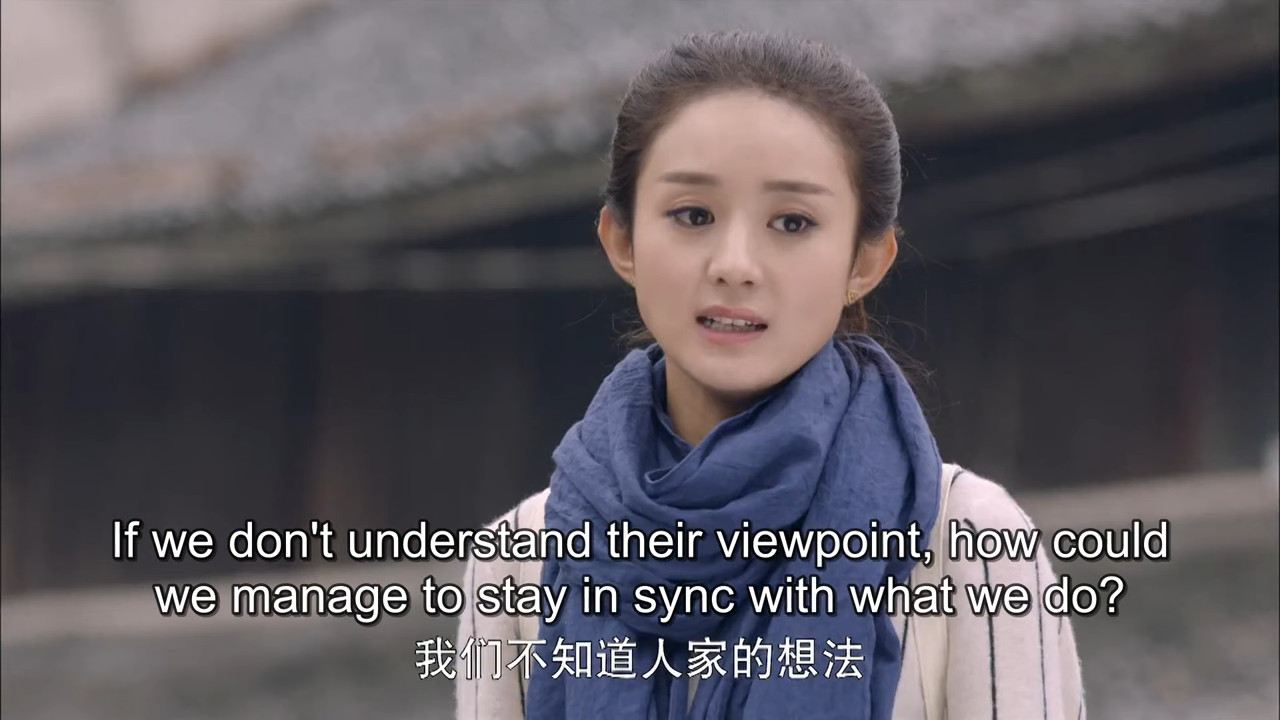 If we don't understand their viewpoint, how could
we manage to stay in sync with what we do?
我们不知道人家的想法